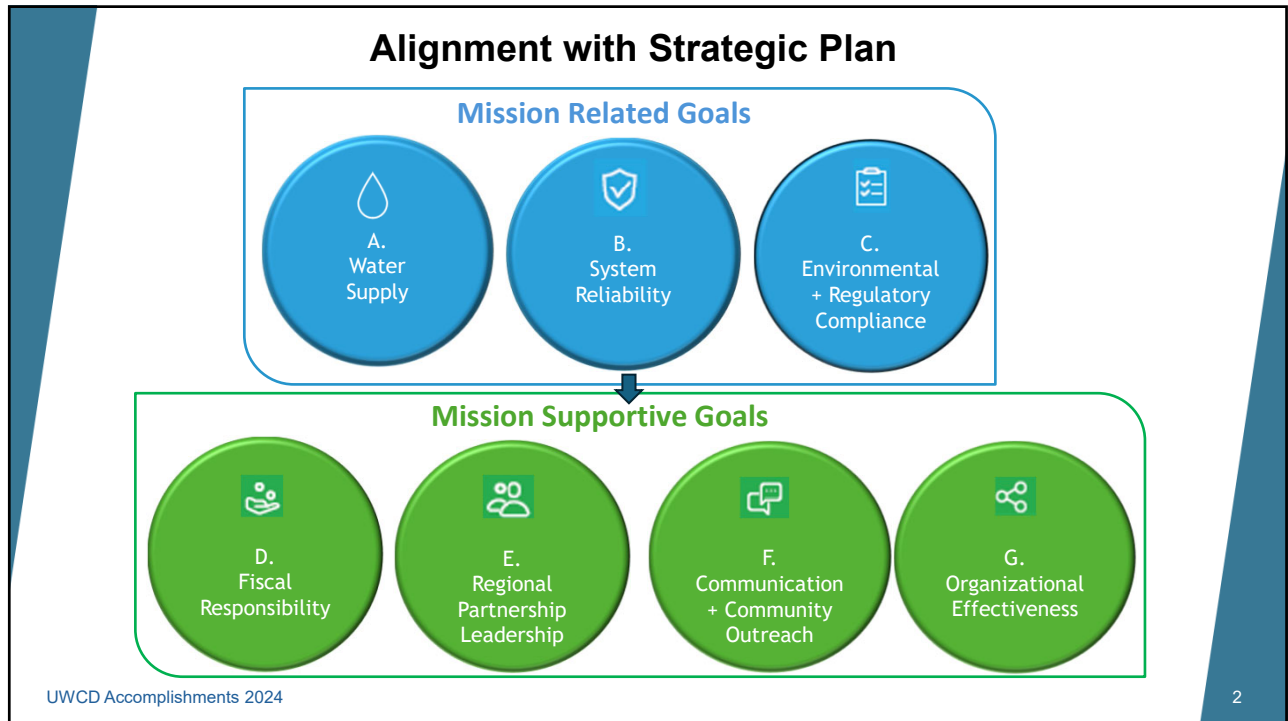 Alignment with Strategic Plan
Mission Related Goals
A.
Water
Supply
B.
System
Reliability
C.
Environmental
+ Regulatory
Compliance
Mission Supportive Goals
D.
Fiscal
Responsibility
E.
Regional
Partnership
Leadership
F.
Communication
+ Community
Outreach
G.
Organizational
Effectiveness
UWCD Accomplishments 2024
2